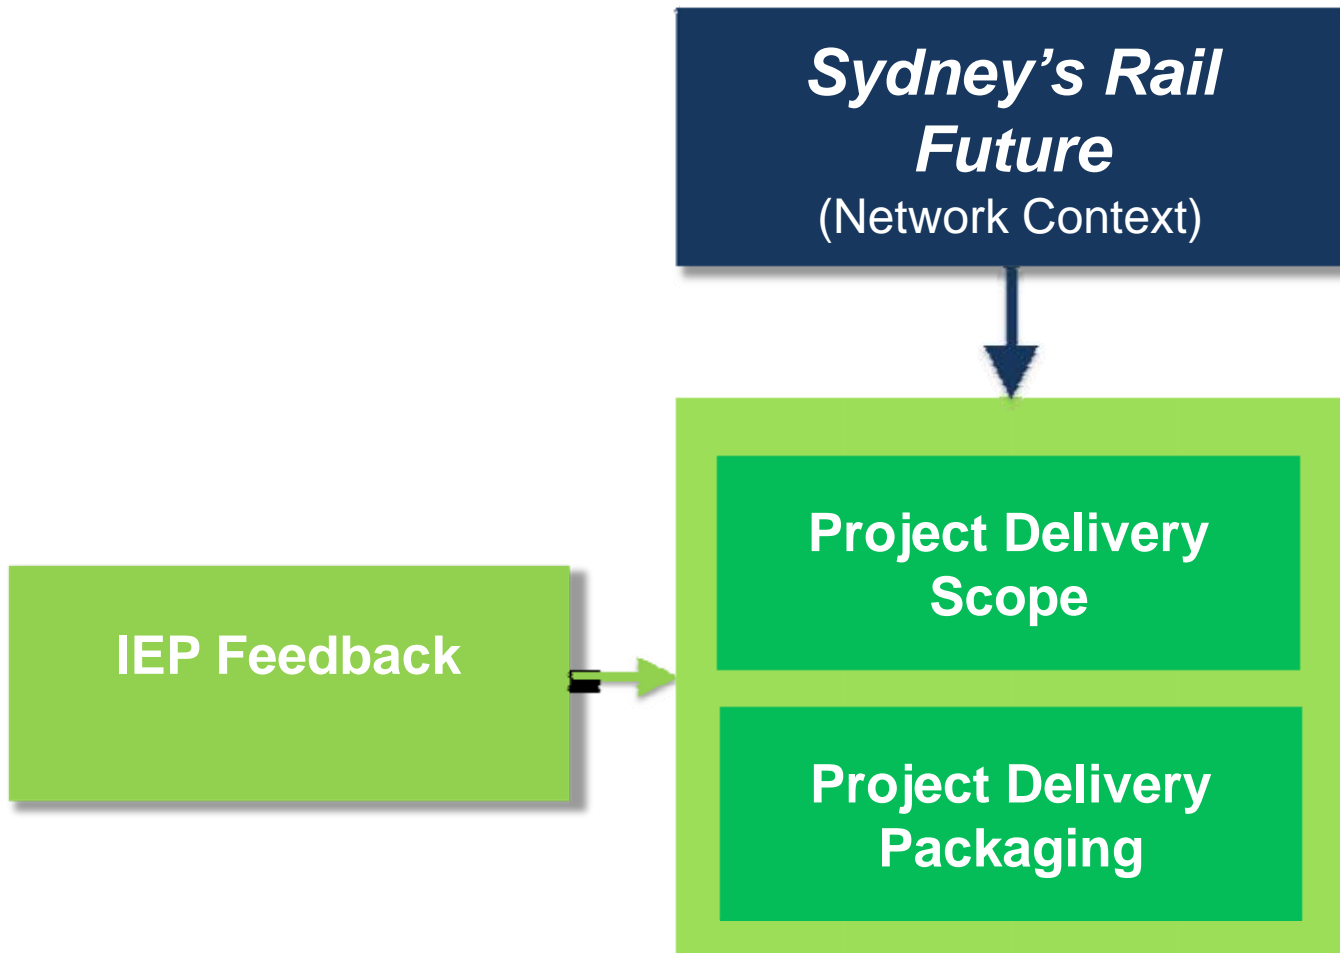 Sydney’s Rail
Future
(Network Context)
Project Delivery
Scope
IEP Feedback
Project Delivery
Packaging